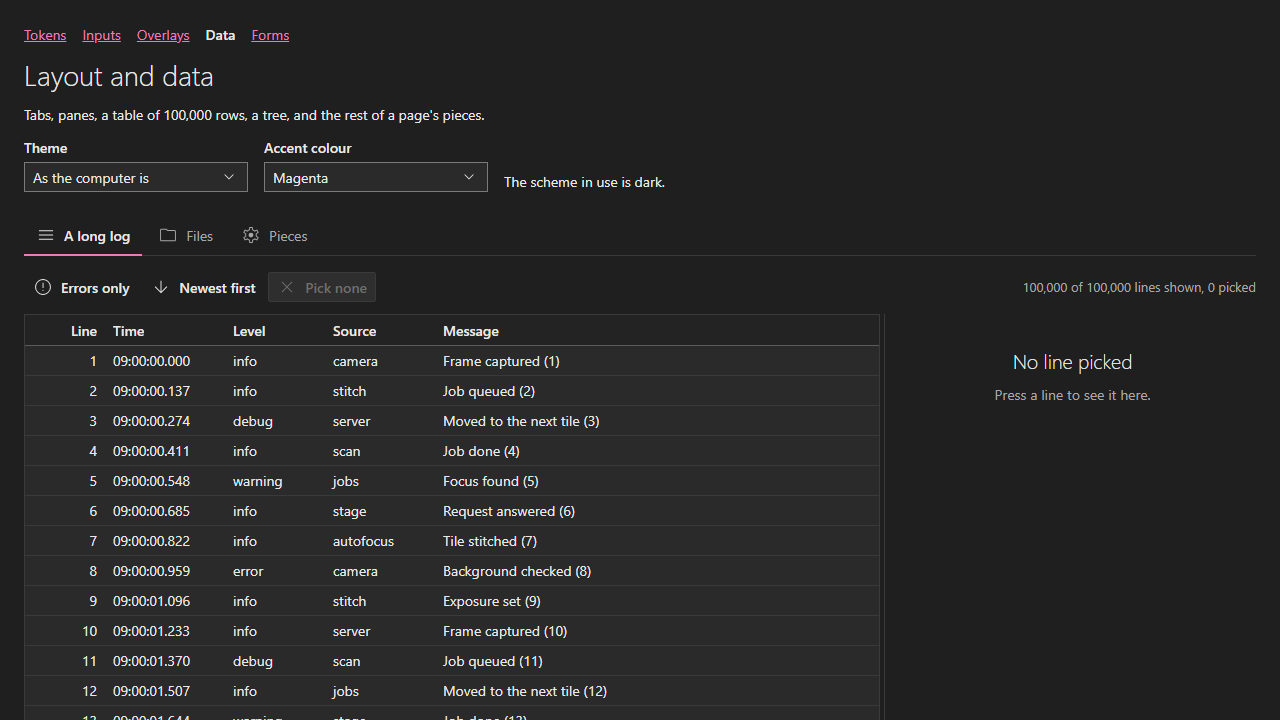 Tokens Inputs Overlays Data Forms
Layout and data
Tabs, panes, a table of 100,000 rows, a tree, and the rest of a page's pieces.
Theme Accent colour
As the computer is Magenta The scheme in use is dark.
A long log Files Pieces
Errors only Newest first Pick none 100,000 of 100,000 lines shown, 0 picked
Line Time Level Source Message
1 09:00:00.000 info camera Frame captured (1)
2 09:00:00.137 info stitch Job queued (2)
3 09:00:00.274 debug server Moved to the next tile (3)
4 09:00:00.411 info scan Job done (4)
5 09:00:00.548 warning jobs Focus found (5)
6 09:00:00.685 info stage Request answered (6)
7 09:00:00.822 info autofocus Tile stitched (7)
8 09:00:00.959 error camera Background checked (8)
9 09:00:01.096 info stitch Exposure set (9)
10 09:00:01.233 info server Frame captured (10)
11 09:00:01.370 debug scan Job queued (11)
12 09:00:01.507 info jobs Moved to the next tile (12)
13 09:00:01.644 warning stage Job done (13)
No line picked
Press a line to see it here.